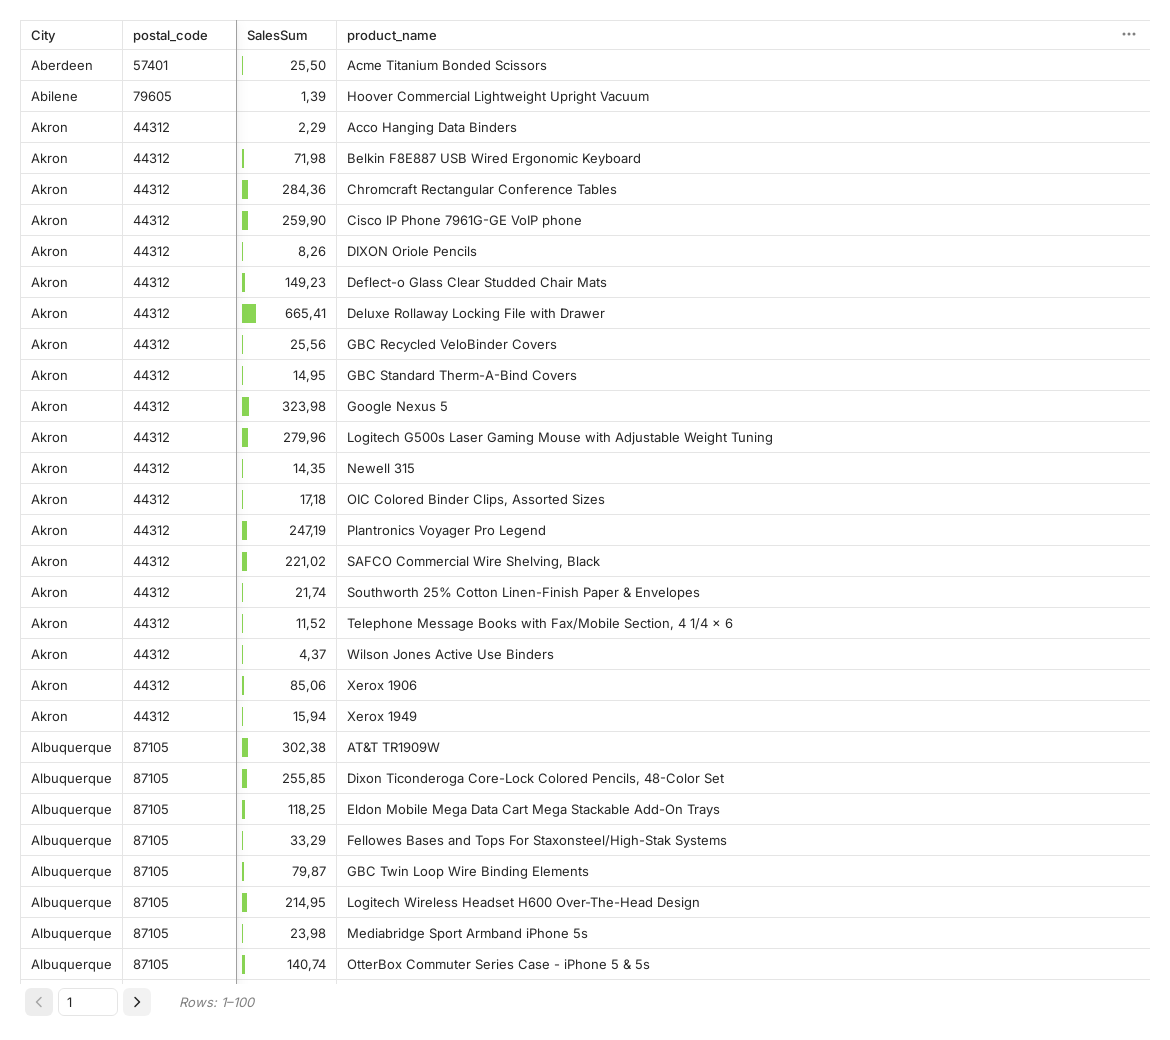 City postal_code SalesSum product_name
Aberdeen 57401 25,50 Acme Titanium Bonded Scissors
Abilene 79605 1,39 Hoover Commercial Lightweight Upright Vacuum
Akron 44312 2,29 Acco Hanging Data Binders
Akron 44312 71,98 Belkin F8E887 USB Wired Ergonomic Keyboard
Akron 44312 284,36 Chromcraft Rectangular Conference Tables
Akron 44312 259,90 Cisco IP Phone 7961G-GE VoIP phone
Akron 44312 8,26 DIXON Oriole Pencils
Akron 44312 149,23 Deflect-o Glass Clear Studded Chair Mats
Akron 44312 665,41 Deluxe Rollaway Locking File with Drawer
Akron 44312 25,56 GBC Recycled VeloBinder Covers
Akron 44312 14,95 GBC Standard Therm-A-Bind Covers
Akron 44312 323,98 Google Nexus 5
Akron 44312 279,96 Logitech G500s Laser Gaming Mouse with Adjustable Weight Tuning
Akron 44312 14,35 Newell 315
Akron 44312 17,18 OIC Colored Binder Clips, Assorted Sizes
Akron 44312 247,19 Plantronics Voyager Pro Legend
Akron 44312 221,02 SAFCO Commercial Wire Shelving, Black
Akron 44312 21,74 Southworth 25% Cotton Linen-Finish Paper & Envelopes
Akron 44312 11,52 Telephone Message Books with Fax/Mobile Section, 4 1/4 × 6
Akron 44312 4,37 Wilson Jones Active Use Binders
Akron 44312 85,06 Xerox 1906
Akron 44312 15,94 Xerox 1949
Albuquerque 87105 302,38 AT&T TR1909W
Albuquerque 87105 255,85 Dixon Ticonderoga Core-Lock Colored Pencils, 48-Color Set
Albuquerque 87105 118,25 Eldon Mobile Mega Data Cart Mega Stackable Add-On Trays
Albuquerque 87105 33,29 Fellowes Bases and Tops For Staxonsteel/High-Stak Systems
Albuquerque 87105 79,87 GBC Twin Loop Wire Binding Elements
Albuquerque 87105 214,95 Logitech Wireless Headset H600 Over-The-Head Design
Albuquerque 87105 23,98 Mediabridge Sport Armband iPhone 5s
Albuquerque 87105 140,74 OtterBox Commuter Series Case - iPhone 5 & 5s
1 Rows: 1–100